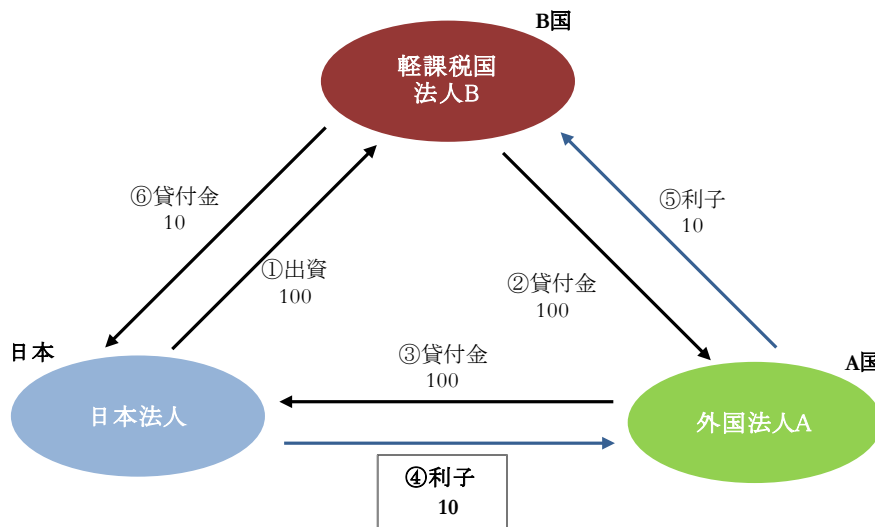 B国
軽課税国
法人B
⑥貸付金
10
⑤利子
10
①出資
100
②貸付金
100
日本
③貸付金
100
A国
日本法人
外国法人A
④利子
10